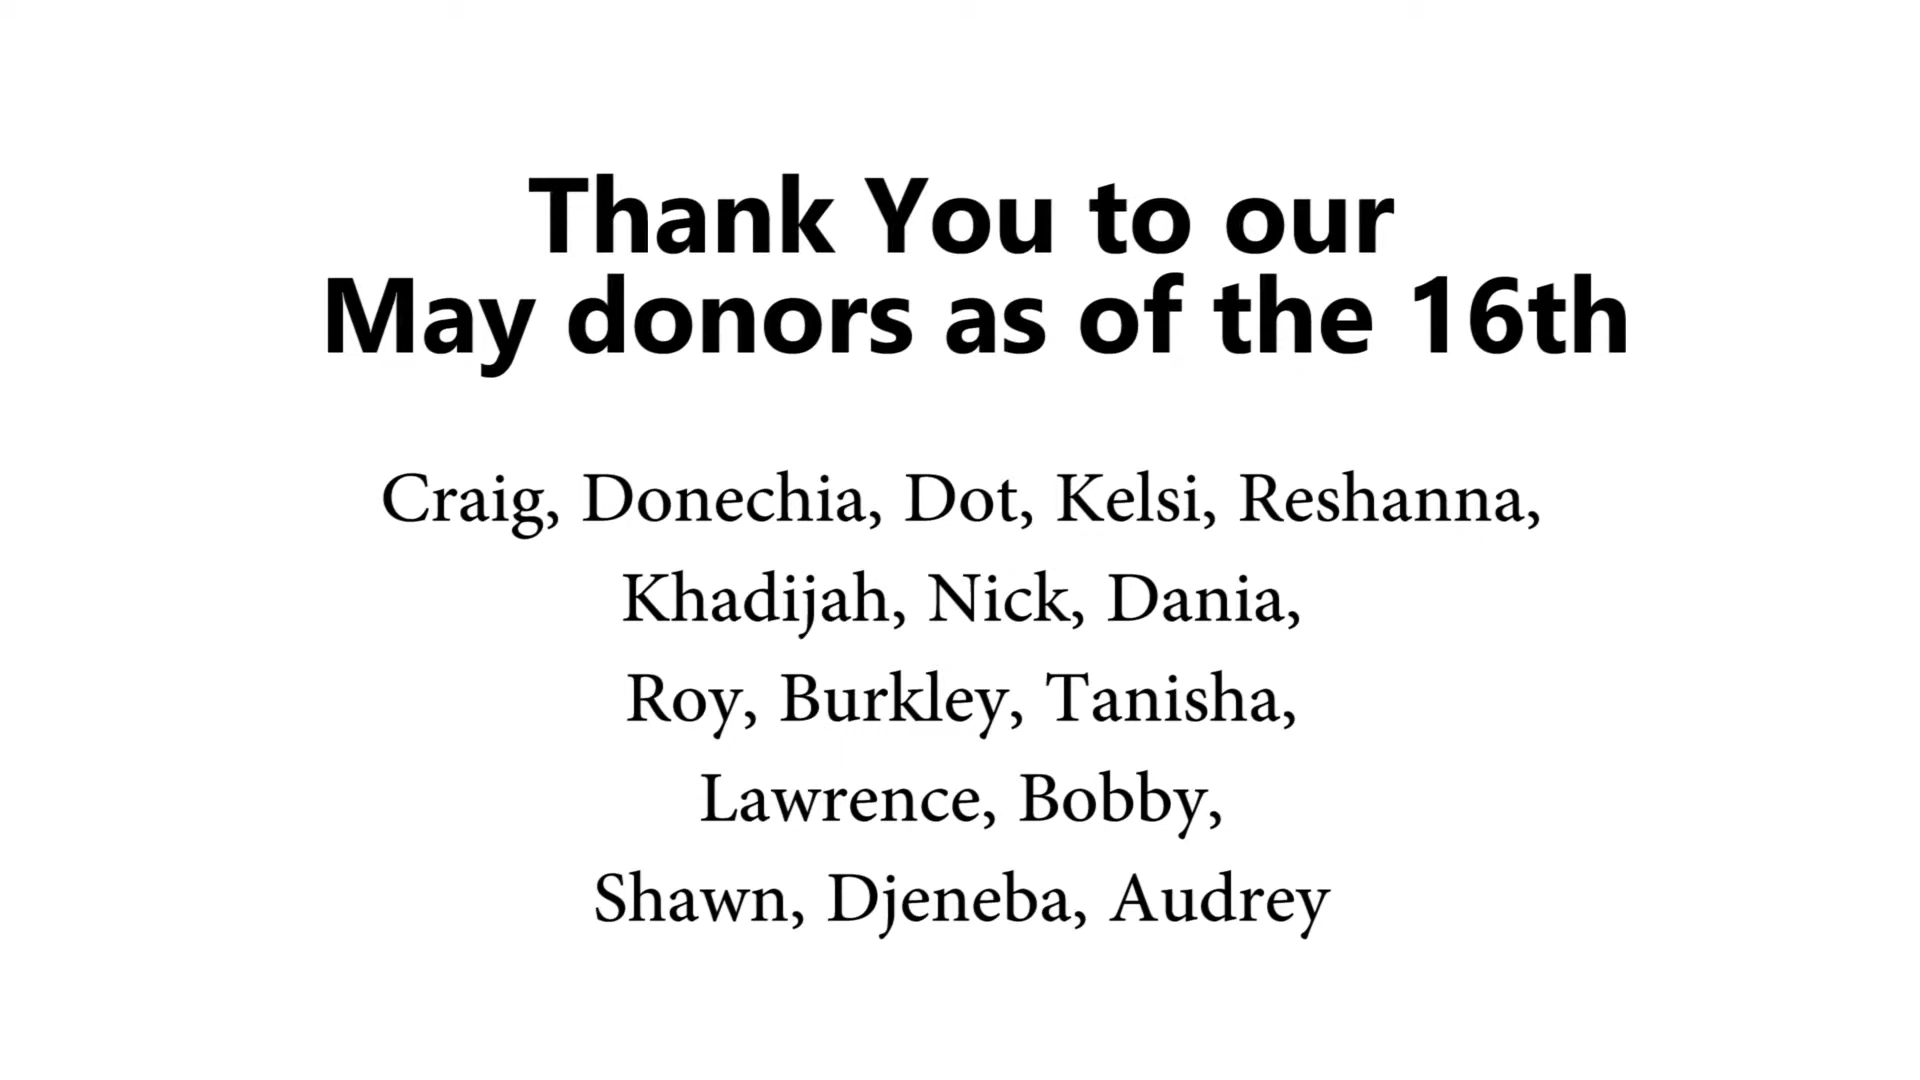 Thank You to our
May donors as of the 16th
Craig, Donechia, Dot, Kelsi, Reshanna,
Khadijah, Nick, Dania,
Roy, Burkley, Tanisha,
Lawrence, Bobby,
Shawn, Djeneba, Audrey